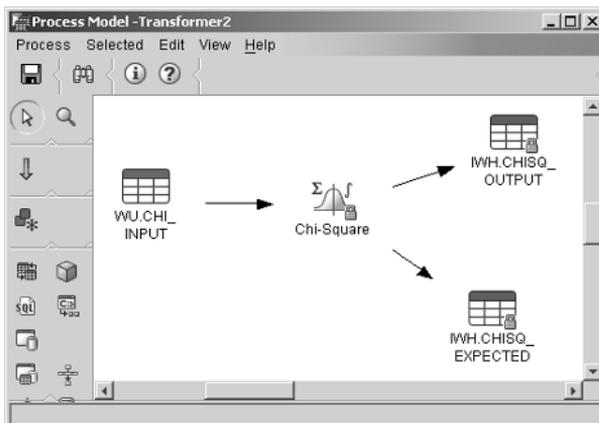 Process Model -Transformer2
Process Selected Edit View Help
WU.CHI_
INPUT
Σ
Chi-Square
IWH.CHISQ_
OUTPUT
IWH.CHISQ_
EXPECTED
SQL